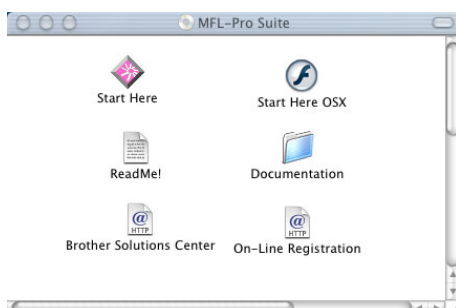 MFL-Pro Suite
Start Here
Start Here OSX
ReadMe!
Documentation
@
HTTP
@
HTTP
Brother Solutions Center
On-Line Registration